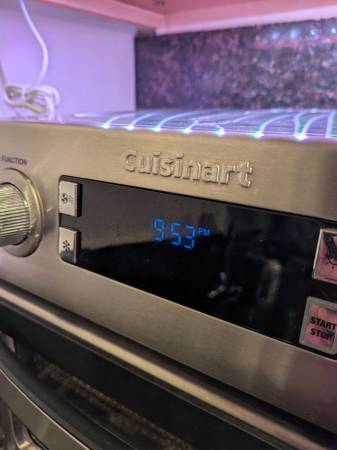 FUNCTION
Cuisinart
9:53 PM
START
STOP